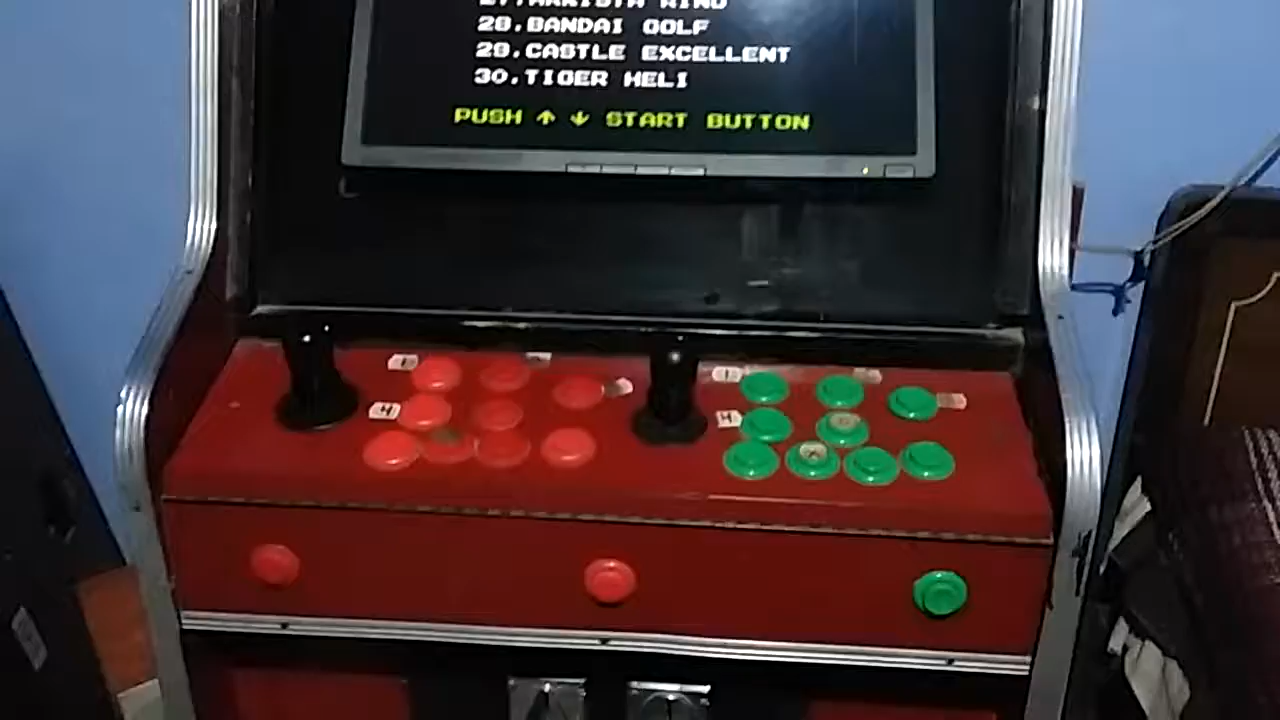 28.BANDAI GOLF
29.CASTLE EXCELLENT
30.TIGER HELI
PUSH ↑ ↓ START BUTTON